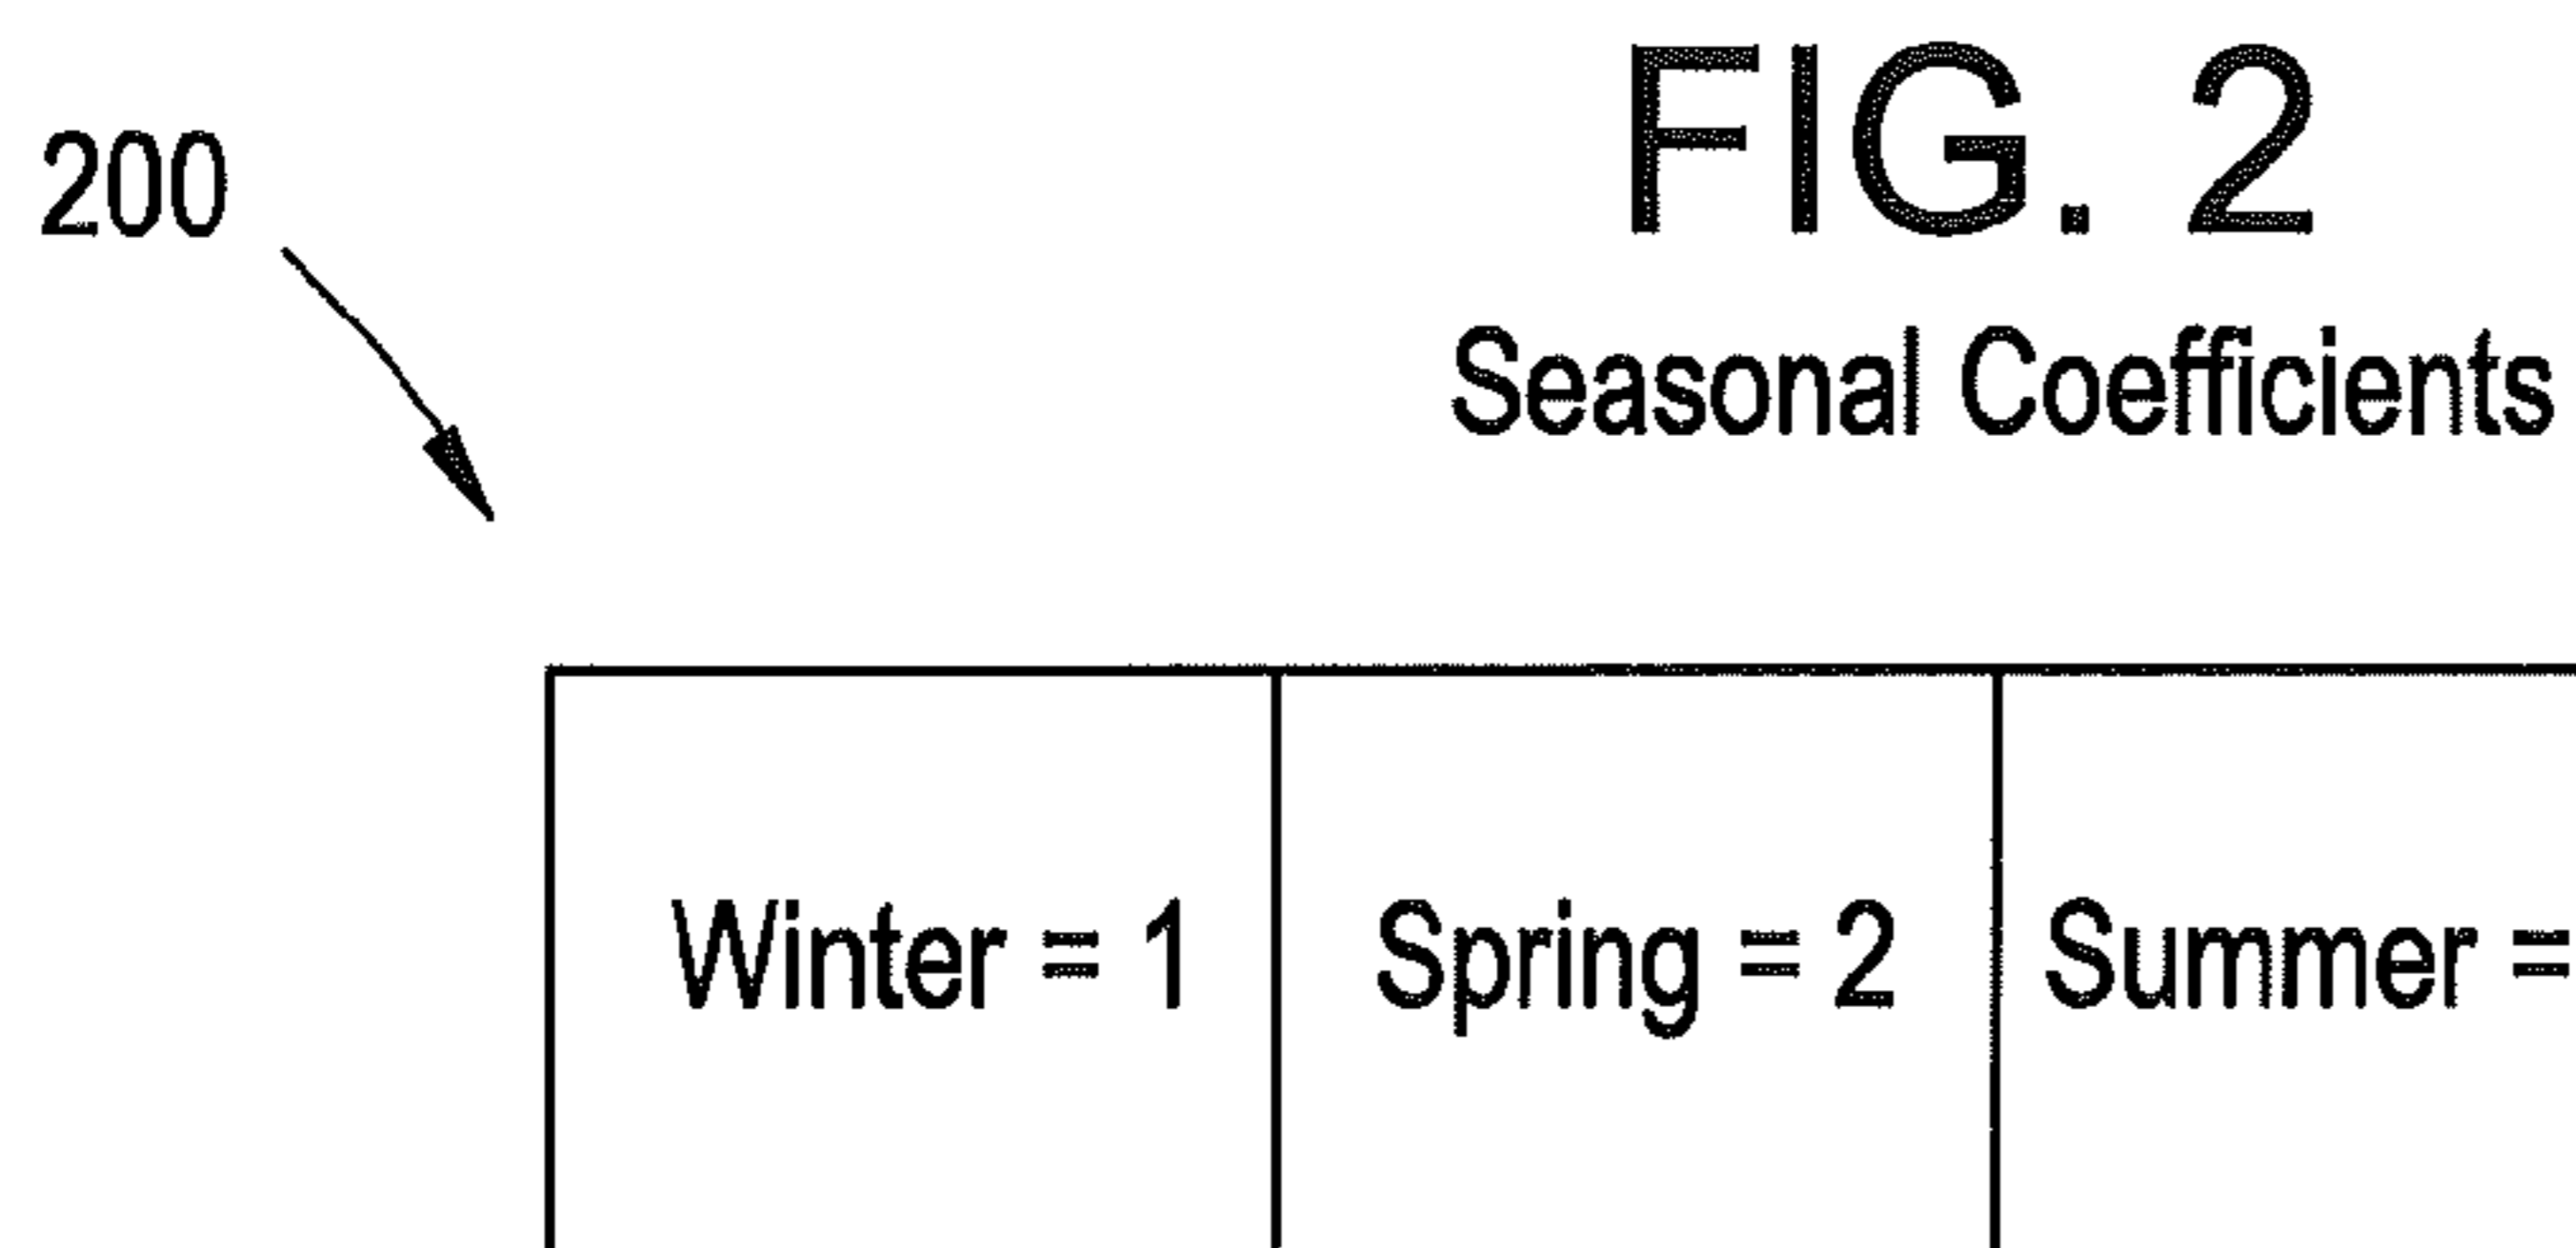 FIG. 2
200
Seasonal Coefficients
Winter = 1 Spring = 2 Summer =